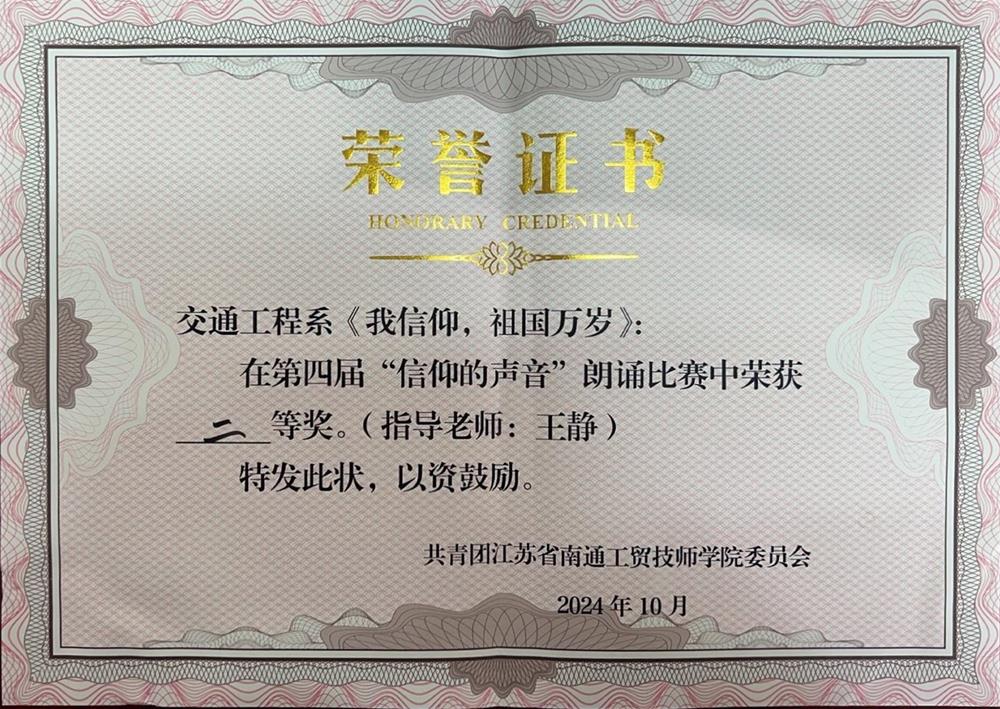 荣誉证书
HONORARY CREDENTIAL
交通工程系《我信仰，祖国万岁》：
在第四届“信仰的声音”朗诵比赛中荣获
二等奖。（指导老师：王静）
特发此状，以资鼓励。
共青团江苏省南通工贸技师学院委员会
2024年10月